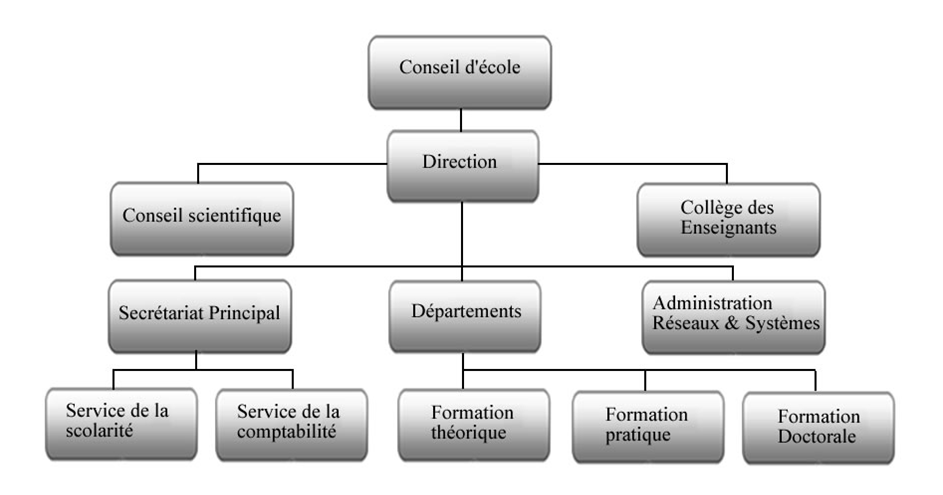 Conseil d'école
Direction
Conseil scientifique
Collège des
Enseignants
Secrétariat Principal
Départements
Administration
Réseaux & Systèmes
Service de la
scolarité
Service de la
comptabilité
Formation
théorique
Formation
pratique
Formation
Doctorale